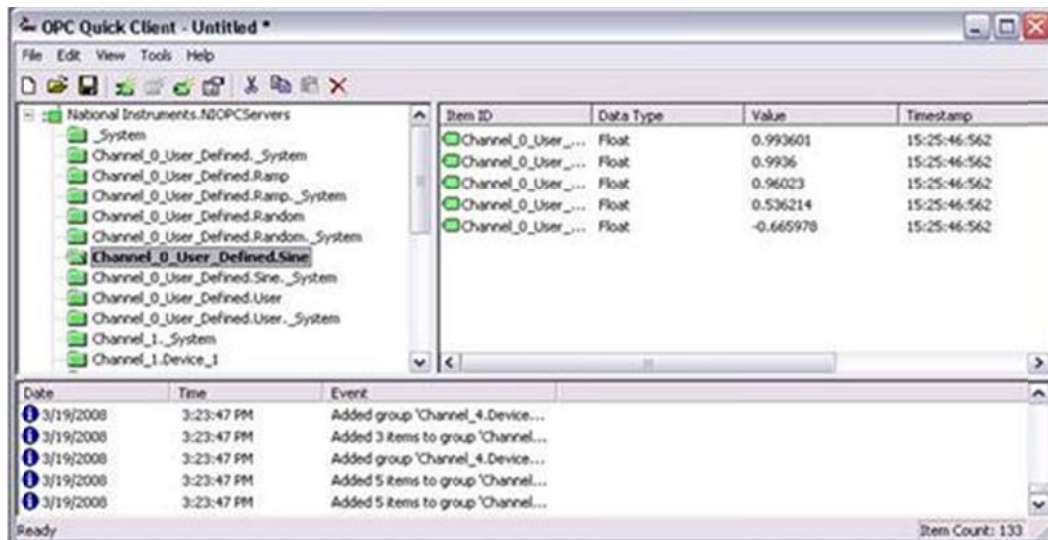 OPC Quick Client - Untitled *
File Edit View Tools Help
National Instruments.NIOPCServers
_System
Channel_0_User_Defined._System
Channel_0_User_Defined.Ramp
Channel_0_User_Defined.Ramp._System
Channel_0_User_Defined.Random
Channel_0_User_Defined.Random._System
Channel_0_User_Defined.Sine
Channel_0_User_Defined.Sine._System
Channel_0_User_Defined.User
Channel_0_User_Defined.User._System
Channel_1._System
Channel_1.Device_1
Item ID Data Type Value Timestamp
Channel_0_User_... Float 0.993601 15:25:46:562
Channel_0_User_... Float 0.9936 15:25:46:562
Channel_0_User_... Float 0.96023 15:25:46:562
Channel_0_User_... Float 0.536214 15:25:46:562
Channel_0_User_... Float -0.665978 15:25:46:562
Date Time Event
3/19/2008 3:23:47 PM Added group 'Channel_4.Device...
3/19/2008 3:23:47 PM Added 3 items to group 'Channel...
3/19/2008 3:23:47 PM Added group 'Channel_4.Device...
3/19/2008 3:23:47 PM Added 5 items to group 'Channel...
3/19/2008 3:23:47 PM Added 5 items to group 'Channel...
Ready Item Count: 133